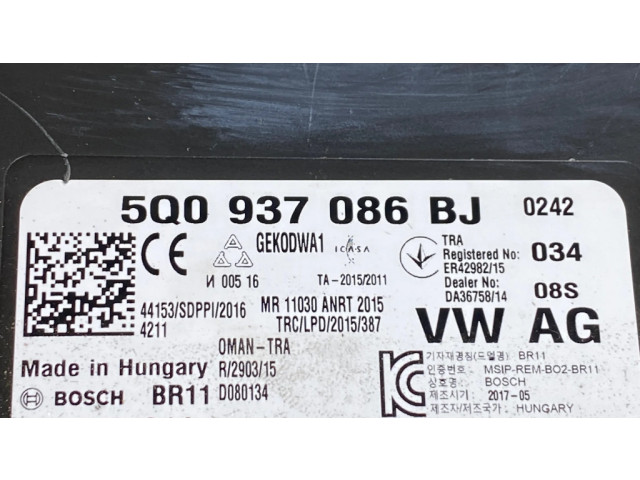 5Q0 937 086 BJ 0242
CE GEKODWA1 ICASA
И 005 16 TA-2015/2011
TRA
Registered No: 034
ER42982/15
Dealer No: 08S
DA36758/14
44153/SDPPI/2016 MR 11030 ANRT 2015
4211 TRC/LPD/2015/387
VW AG
OMAN-TRA
Made in Hungary R/2903/15
BOSCH BR11 D080134
기자재명칭(모델명) BR11
인증번호 MSIP-REM-BO2-BR11
상호명: BOSCH
제조시기 2017-05
제조자/제조국가: HUNGARY